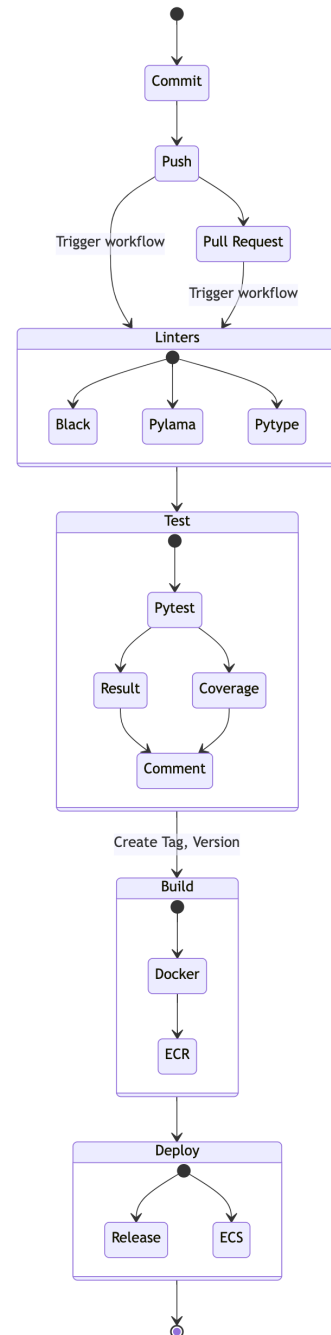 Commit
Push
Trigger workflow
Pull Request
Trigger workflow
Linters
Black
Pylama
Pytype
Test
Pytest
Result
Coverage
Comment
Create Tag, Version
Build
Docker
ECR
Deploy
Release
ECS